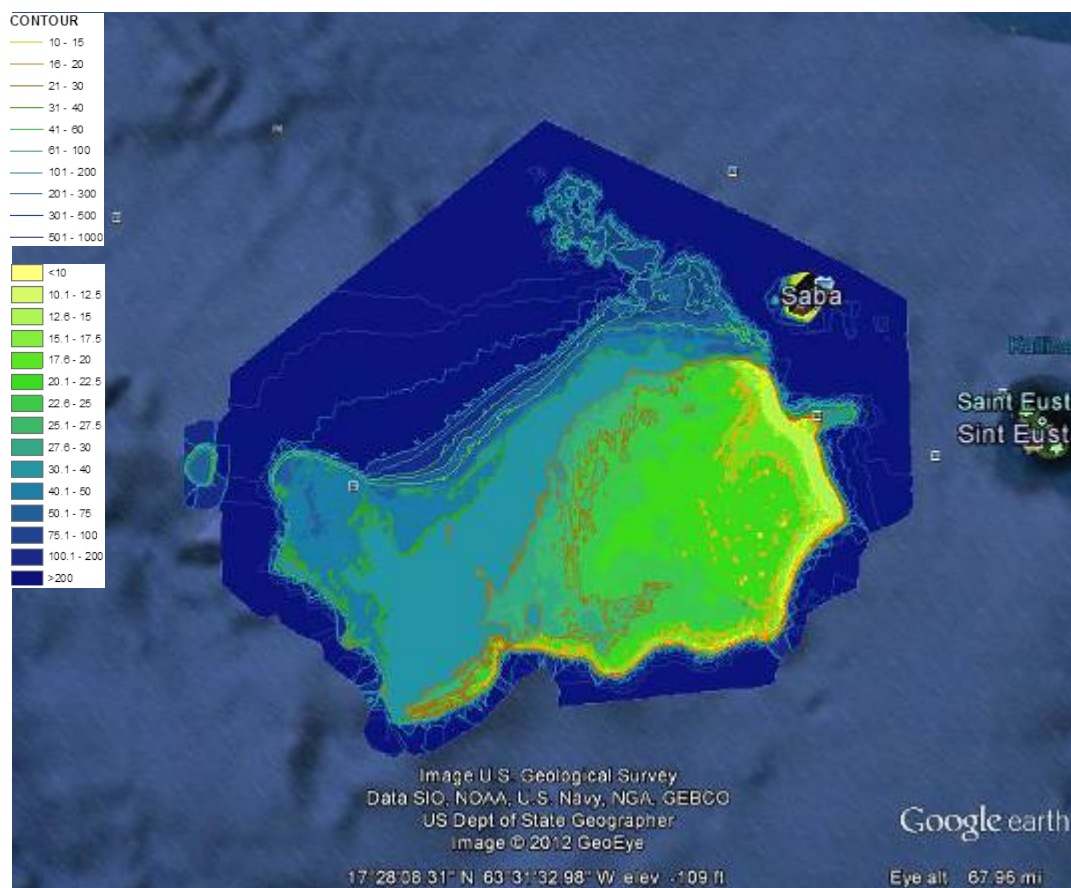 CONTOUR
10 - 15
16 - 20
21 - 30
31 - 40
41 - 60
61 - 100
101 - 200
201 - 300
301 - 500
501 - 1000
<10
10.1 - 12.5
12.6 - 15
15.1 - 17.5
17.6 - 20
20.1 - 22.5
22.6 - 25
25.1 - 27.5
27.6 - 30
30.1 - 40
40.1 - 50
50.1 - 75
75.1 - 100
100.1 - 200
>200
Saba
Saint Eust
Sint Eust
Image U.S. Geological Survey
Data SIO, NOAA, U.S. Navy, NGA, GEBCO
US Dept of State Geographer
Image © 2012 GeoEye
Google earth
17°28'08.31" N 63°31'32.98" W elev -109 ft
Eye alt 67.96 mi